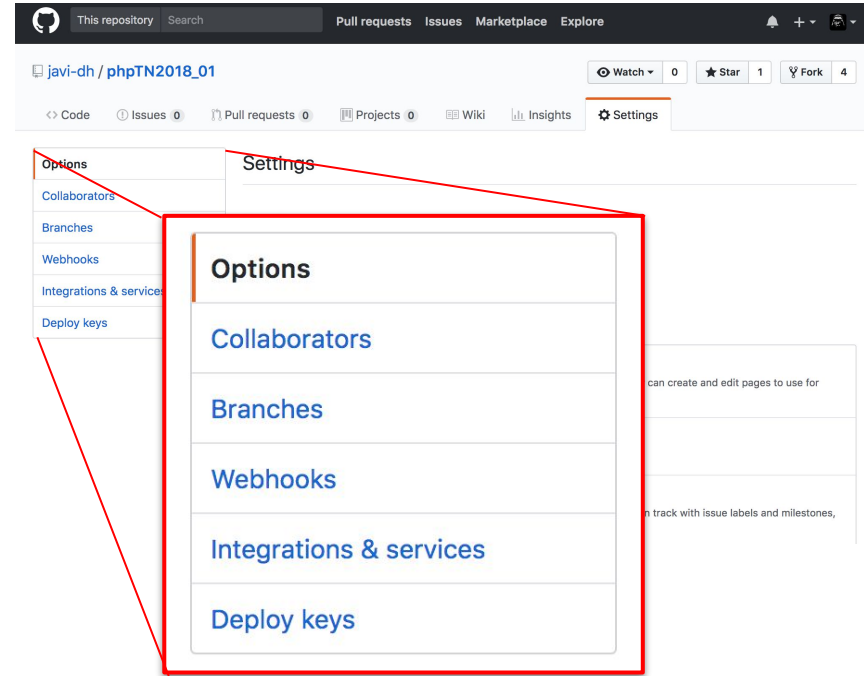 This repository Search Pull requests Issues Marketplace Explore
javi-dh / phpTN2018_01 Watch 0 Star 1 Fork 4
Code Issues 0 Pull requests 0 Projects 0 Wiki Insights Settings
Options
Collaborators
Branches
Webhooks
Integrations & services
Deploy keys
Settings
Options
Collaborators
Branches
Webhooks
Integrations & services
Deploy keys
can create and edit pages to use for
track with issue labels and milestones,